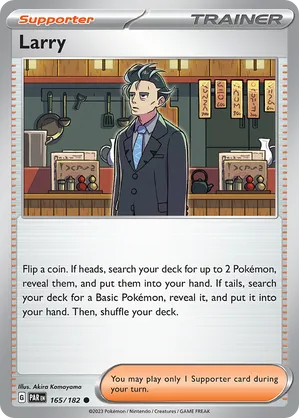 Supporter
TRAINER
Larry
Flip a coin. If heads, search your deck for up to 2 Pokémon,
reveal them, and put them into your hand. If tails, search
your deck for a Basic Pokémon, reveal it, and put it into
your hand. Then, shuffle your deck.
Illus. Akira Komayama
G PAR EN 165/182
You may play only 1 Supporter card during
your turn.
©2023 Pokémon / Nintendo / Creatures / GAME FREAK